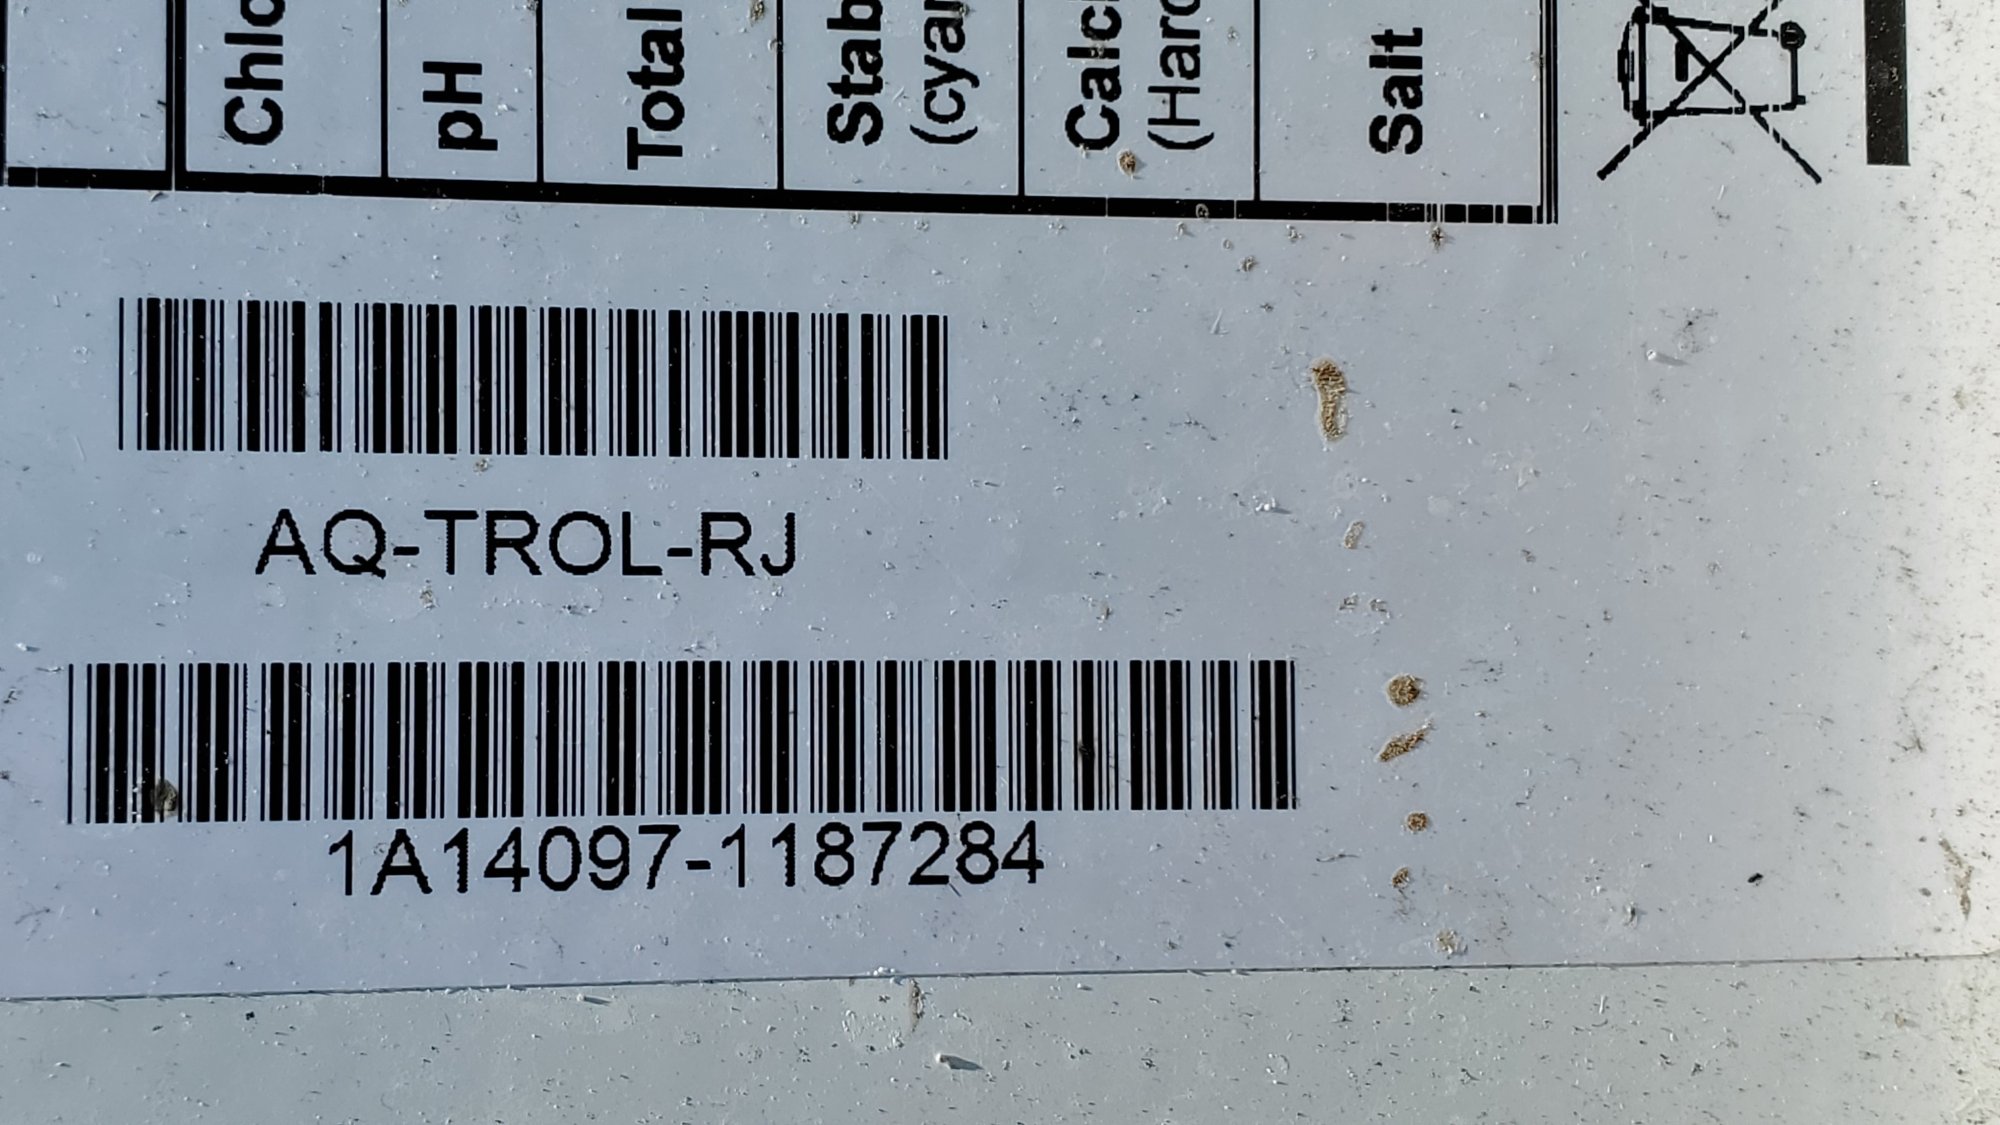 Chlo
pH
Total
Stab
(cyan
Calci
(Hard
Salt
AQ-TROL-RJ
1A14097-1187284